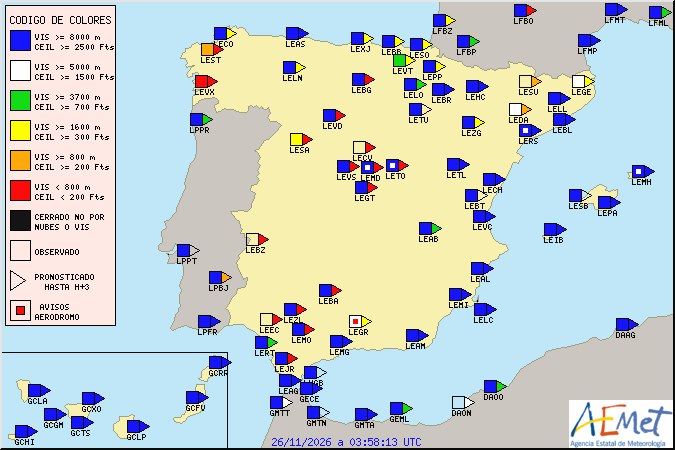 CODIGO DE COLORES
VIS >= 8000 m
CEIL >= 2500 Fts
VIS >= 5000 m
CEIL >= 1500 Fts
VIS >= 3700 m
CEIL >= 700 Fts
VIS >= 1600 m
CEIL >= 300 Fts
VIS >= 800 m
CEIL >= 200 Fts
VIS < 800 m
CEIL < 200 Fts
CERRADO NO POR
NUBES O VIS
OBSERVADO
PRONOSTICADO
HASTA H+3
AVISOS
AERODROMO
LFBO
LFMT
LFML
LFBZ
LECO
LEAS
LEXJ
LEBB
LESO
LFBP
LFMP
LEST
LEVT
LEPP
LELN
LEVX
LEBG
LELO
LEBR
LEHC
LESU
LEGE
LELL
LPPR
LEVD
LETU
LEDA
LEZG
LERS
LEBL
LESA
LECV
LEVS
LEMD
LETO
LETL
LEMH
LEGT
LECH
LEBT
LESB
LEPA
LEVC
LEAB
LEIB
LEBZ
LPPT
LPBJ
LEAL
LEBA
LEMI
LEZL
LELC
LPFR
LEEC
LEMO
LEGR
DAAG
LERT
LEMG
LEAM
LEJR
GCRR
LEAG
GECE
DAOO
GCLA
GCXO
GCFV
GMTT
GMTN
GMTA
GEML
DAON
GCGM
GCTS
GCLP
GCHI
26/11/2026 a 03:58:13 UTC
AEmet
Agencia Estatal de Meteorología